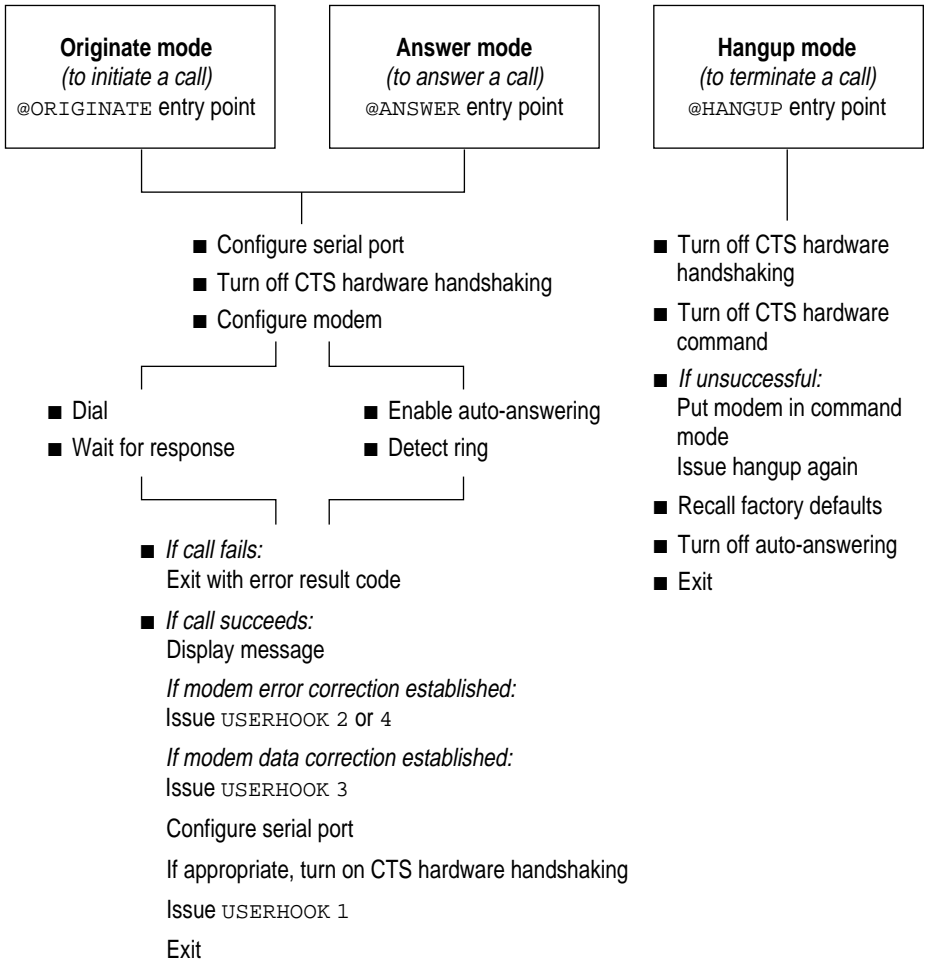 Originate mode
(to initiate a call)
@ORIGINATE entry point
Answer mode
(to answer a call)
@ANSWER entry point
Hangup mode
(to terminate a call)
@HANGUP entry point
■ Configure serial port
■ Turn off CTS hardware handshaking
■ Configure modem
■ Dial
■ Wait for response
■ Enable auto-answering
■ Detect ring
■ If call fails:
Exit with error result code
■ If call succeeds:
Display message
If modem error correction established:
Issue USERHOOK 2 or 4
If modem data correction established:
Issue USERHOOK 3
Configure serial port
If appropriate, turn on CTS hardware handshaking
Issue USERHOOK 1
Exit
■ Turn off CTS hardware
handshaking
■ Turn off CTS hardware
command
■ If unsuccessful:
Put modem in command
mode
Issue hangup again
■ Recall factory defaults
■ Turn off auto-answering
■ Exit